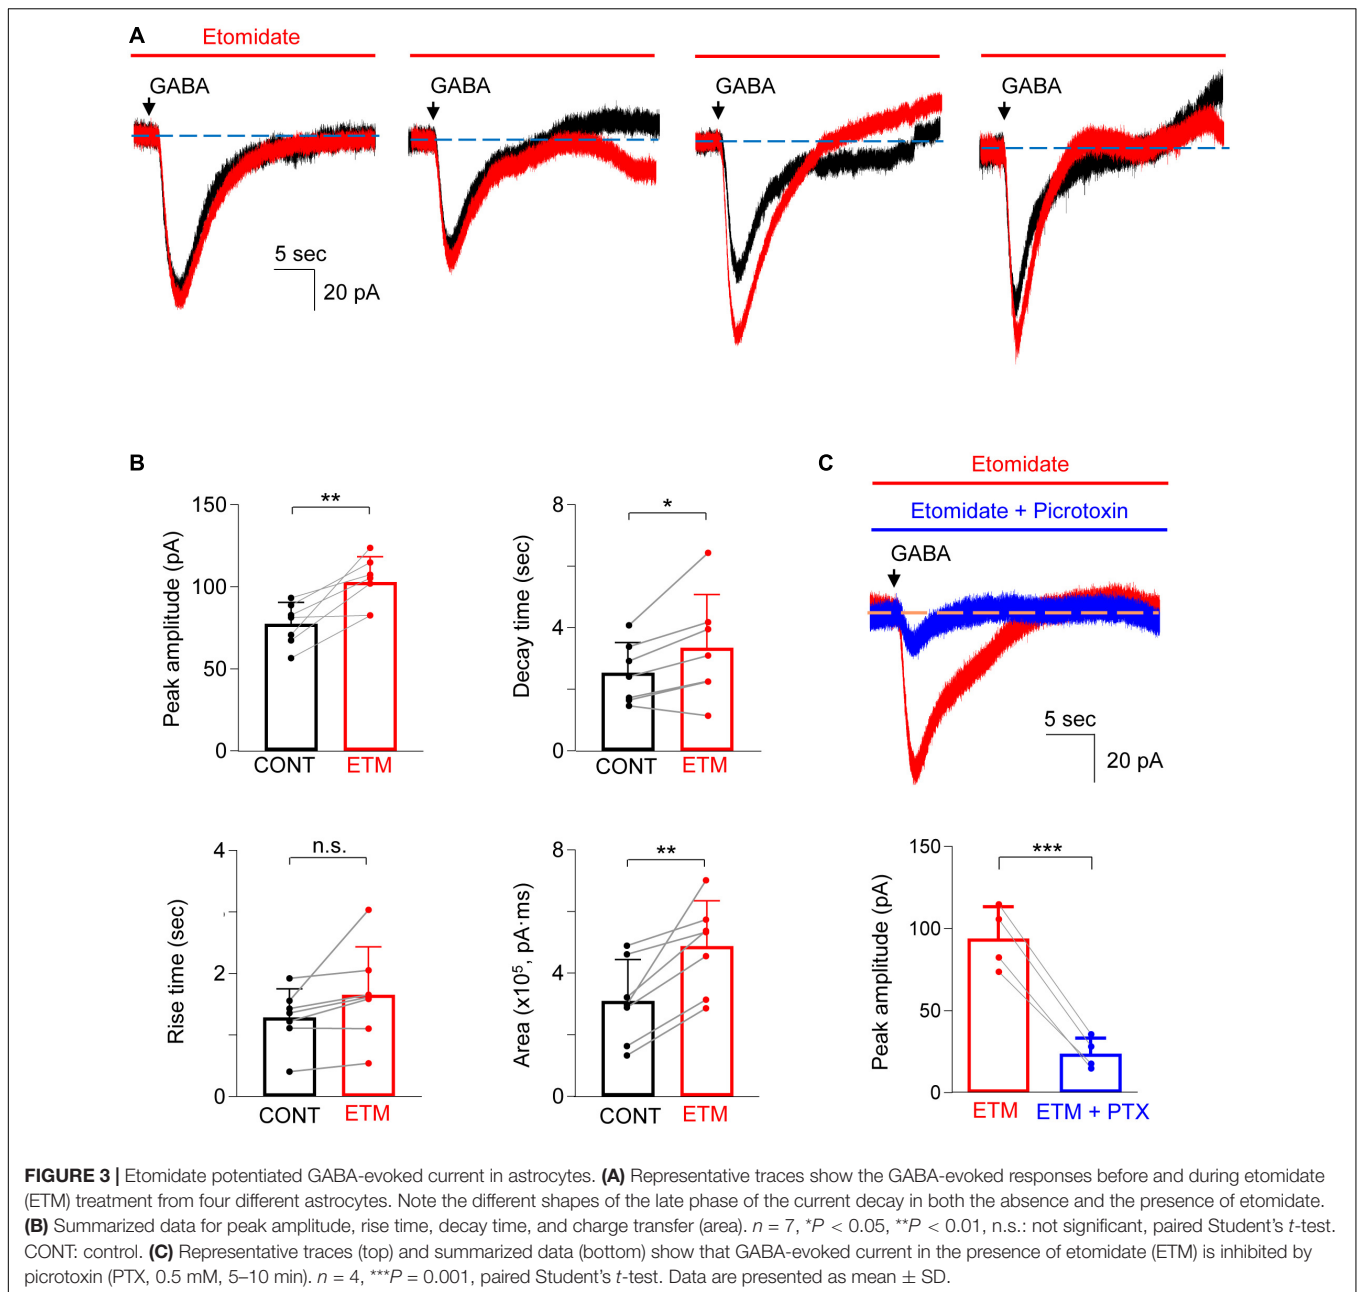 A
Etomidate
GABA
GABA
GABA
GABA
5 sec
20 pA
B
Peak amplitude (pA)
150
100
50
0
**
CONT
ETM
Decay time (sec)
8
4
0
*
CONT
ETM
Rise time (sec)
4
2
0
n.s.
CONT
ETM
Area (x10⁵, pA·ms)
8
4
0
**
CONT
ETM
C
Etomidate
Etomidate + Picrotoxin
GABA
5 sec
20 pA
Peak amplitude (pA)
150
100
50
0
***
ETM
ETM + PTX
FIGURE 3 | Etomidate potentiated GABA-evoked current in astrocytes. (A) Representative traces show the GABA-evoked responses before and during etomidate
(ETM) treatment from four different astrocytes. Note the different shapes of the late phase of the current decay in both the absence and the presence of etomidate.
(B) Summarized data for peak amplitude, rise time, decay time, and charge transfer (area). n = 7, *P < 0.05, **P < 0.01, n.s.: not significant, paired Student's t-test.
CONT: control. (C) Representative traces (top) and summarized data (bottom) show that GABA-evoked current in the presence of etomidate (ETM) is inhibited by
picrotoxin (PTX, 0.5 mM, 5–10 min). n = 4, ***P = 0.001, paired Student's t-test. Data are presented as mean ± SD.